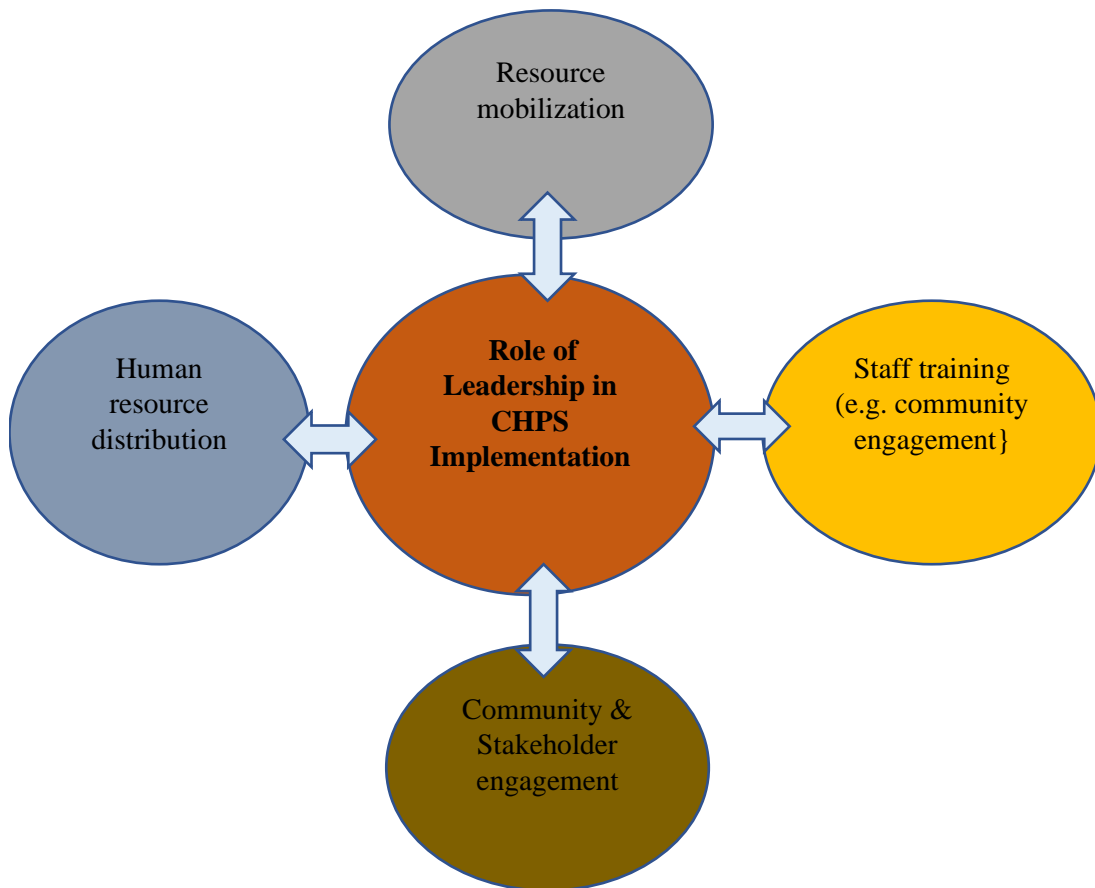 Resource
mobilization
Role of
Leadership in
CHPS
Implementation
Human
resource
distribution
Staff training
(e.g. community
engagement}
Community &
Stakeholder
engagement